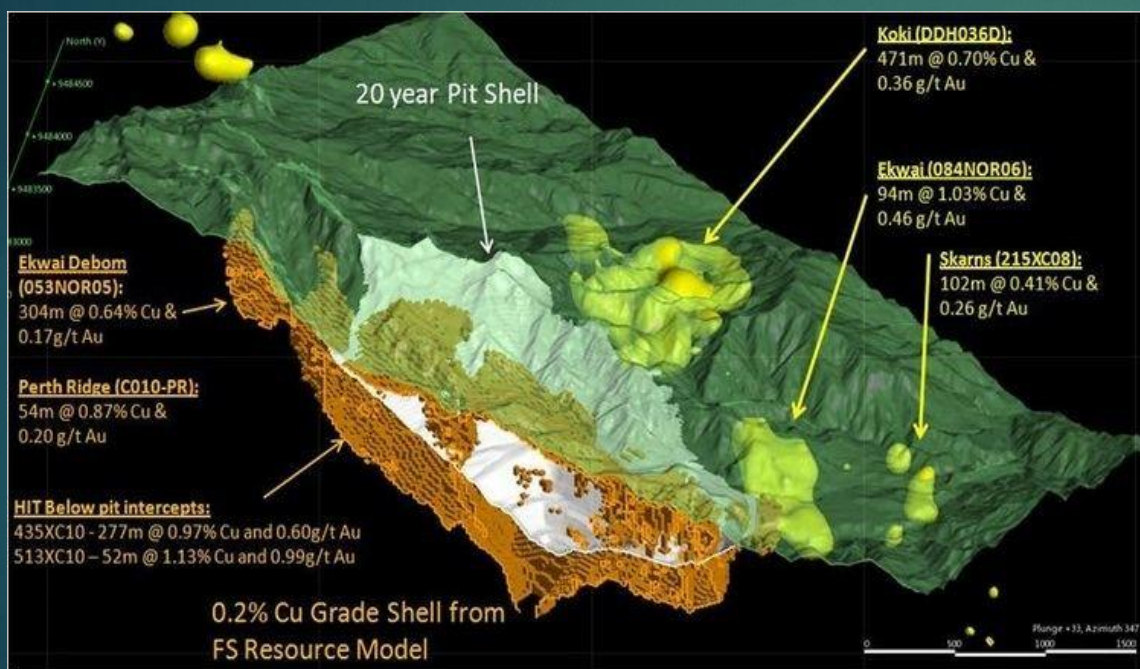 North (Y)
+9484500
+9484000
+9483500
3000
20 year Pit Shell
Koki (DDH036D):
471m @ 0.70% Cu &
0.36 g/t Au
Ekwai (084NOR06):
94m @ 1.03% Cu &
0.46 g/t Au
Skarns (215XC08):
102m @ 0.41% Cu &
0.26 g/t Au
Ekwai Debom
(053NOR05):
304m @ 0.64% Cu &
0.17g/t Au
Perth Ridge (C010-PR):
54m @ 0.87% Cu &
0.20 g/t Au
HIT Below pit intercepts:
435XC10 - 277m @ 0.97% Cu and 0.60g/t Au
513XC10 – 52m @ 1.13% Cu and 0.99g/t Au
0.2% Cu Grade Shell from
FS Resource Model
Plunge +33, Azimuth 347
0 500 1000 1500